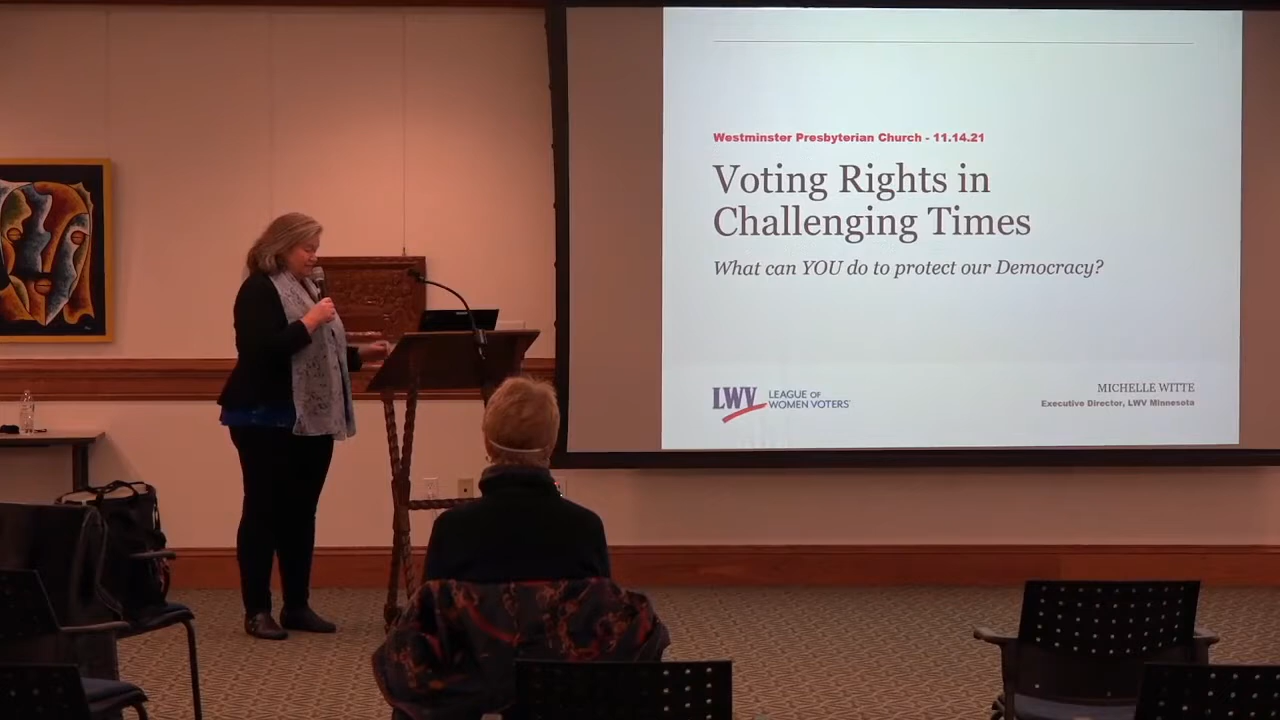 Westminster Presbyterian Church - 11.14.21
Voting Rights in
Challenging Times
What can YOU do to protect our Democracy?
LWV LEAGUE OF
WOMEN VOTERS®
MICHELLE WITTE
Executive Director, LWV Minnesota